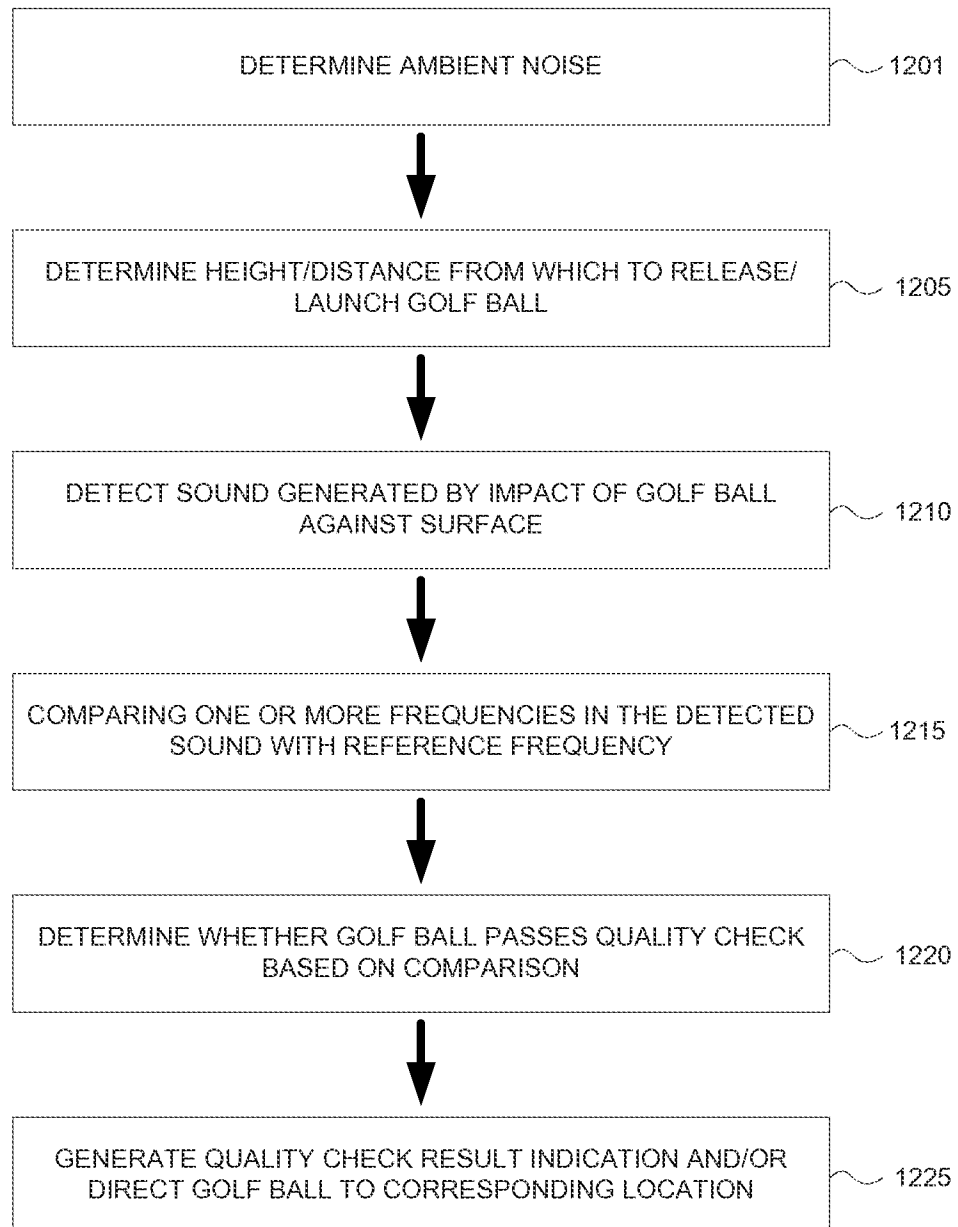 DETERMINE AMBIENT NOISE
1201
DETERMINE HEIGHT/DISTANCE FROM WHICH TO RELEASE/
LAUNCH GOLF BALL
1205
DETECT SOUND GENERATED BY IMPACT OF GOLF BALL
AGAINST SURFACE
1210
COMPARING ONE OR MORE FREQUENCIES IN THE DETECTED
SOUND WITH REFERENCE FREQUENCY
1215
DETERMINE WHETHER GOLF BALL PASSES QUALITY CHECK
BASED ON COMPARISON
1220
GENERATE QUALITY CHECK RESULT INDICATION AND/OR
DIRECT GOLF BALL TO CORRESPONDING LOCATION
1225